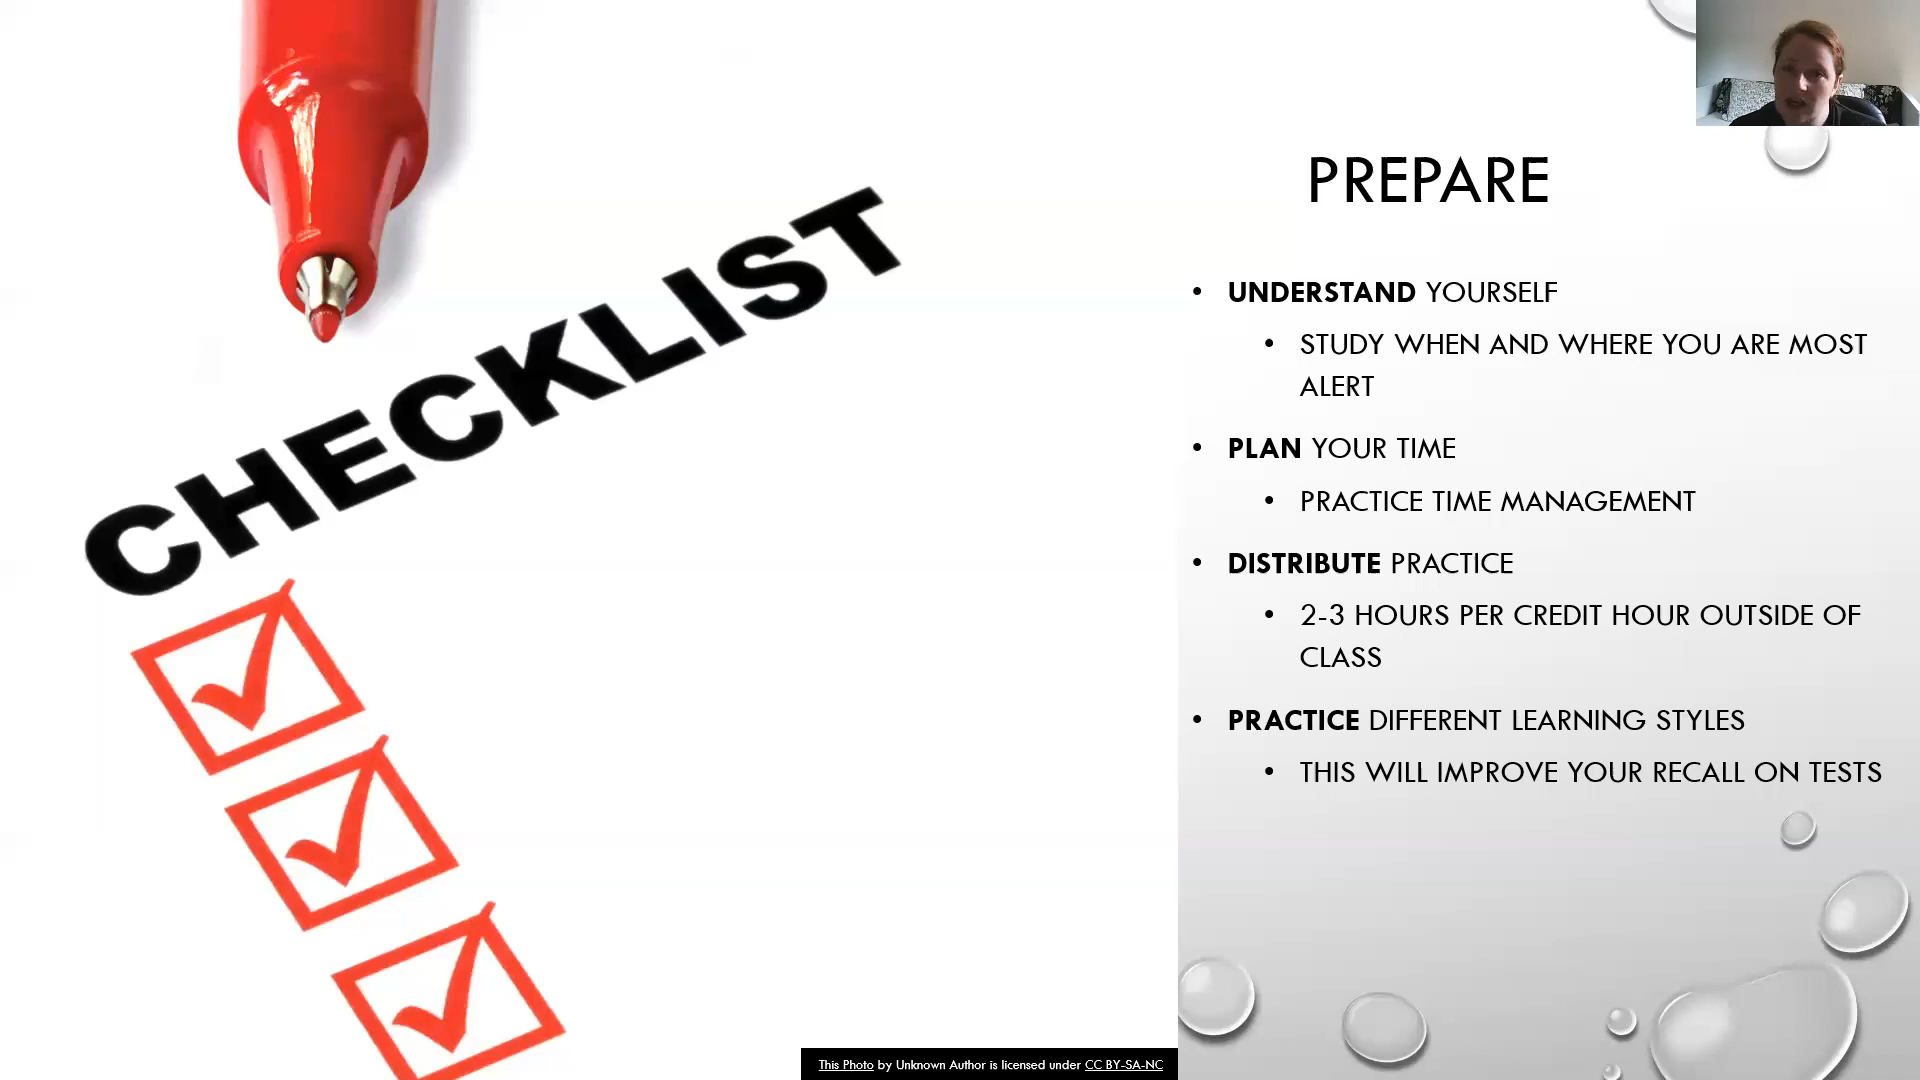 CHECKLIST
PREPARE
• UNDERSTAND YOURSELF
• STUDY WHEN AND WHERE YOU ARE MOST
ALERT
• PLAN YOUR TIME
• PRACTICE TIME MANAGEMENT
• DISTRIBUTE PRACTICE
• 2-3 HOURS PER CREDIT HOUR OUTSIDE OF
CLASS
• PRACTICE DIFFERENT LEARNING STYLES
• THIS WILL IMPROVE YOUR RECALL ON TESTS
This Photo by Unknown Author is licensed under CC BY-SA-NC